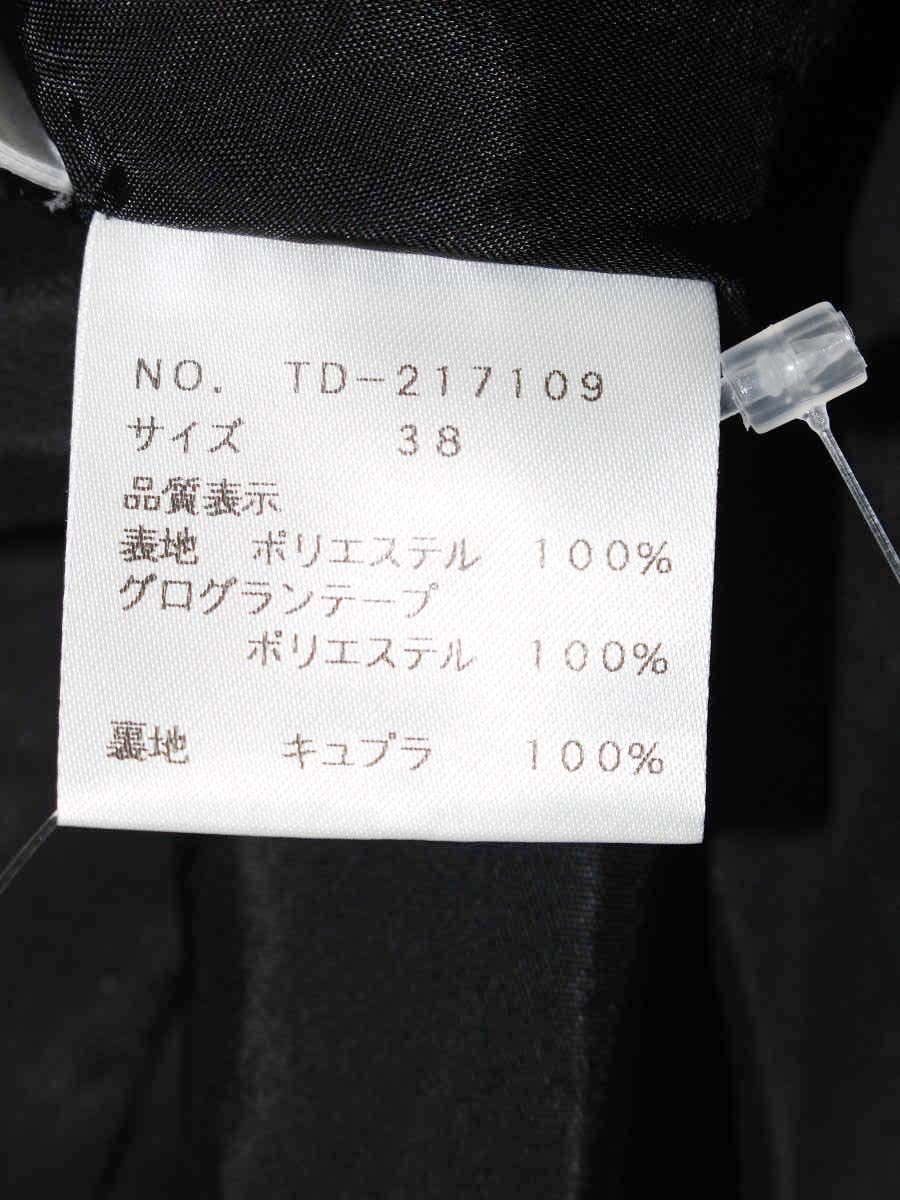 NO. TD-217109
サイズ 38
品質表示
表地 ポリエステル 100%
グログランテープ
ポリエステル 100%
裏地 キュプラ 100%